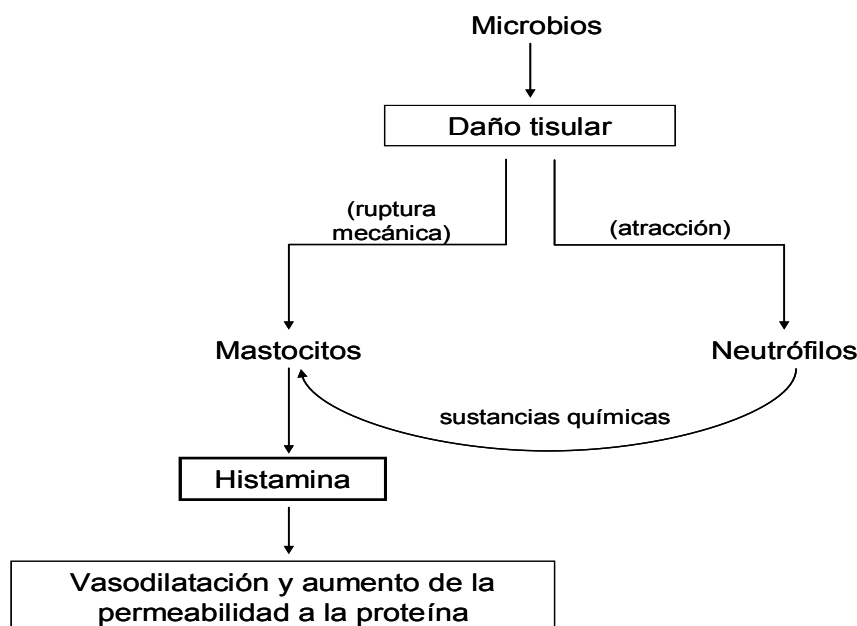 Microbios
Daño tisular
(ruptura
mecánica)
(atracción)
Mastocitos
Neutrófilos
sustancias químicas
Histamina
Vasodilatación y aumento de la
permeabilidad a la proteína